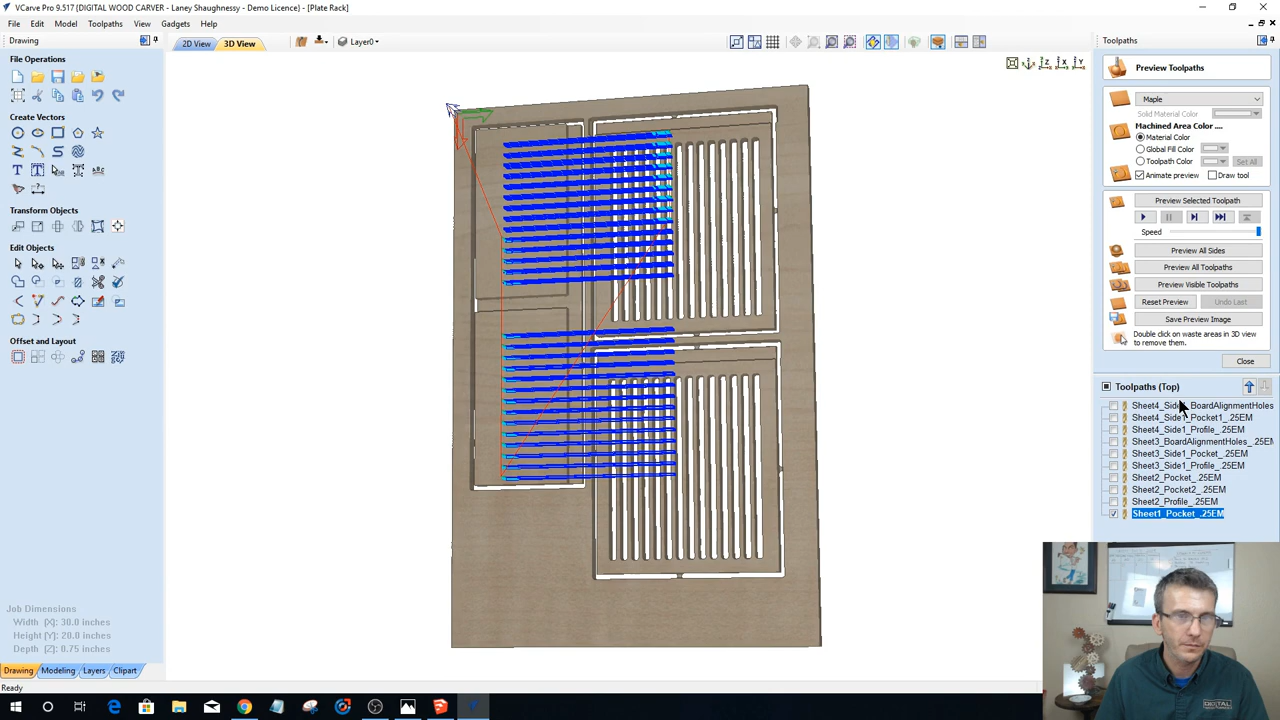 VCarve Pro 9.517 {DIGITAL WOOD CARVER} - Demo Licence} - [Plate Rack]
File Edit Model Toolpaths View Gadgets Help
Drawing
2D View 3D View Layer0
Toolpaths
File Operations
Create Vectors
Transform Objects
Edit Objects
Offset and Layout
Job Dimensions
Width (X): 30.0 inches
Height (Y): 20.0 inches
Depth (Z): 0.75 inches
Drawing Modeling Layers Clipart
Ready
Preview Toolpaths
Maple
Solid Material Color
Machined Area Color ....
Material Color
Global Fill Color
Toolpath Color Set All
Animate preview Draw tool
Preview Selected Toolpath
Speed
Preview All Sides
Preview All Toolpaths
Preview Visible Toolpaths
Reset Preview Undo Last
Save Preview Image
Double click on waste areas in 3D view
to remove them.
Close
Toolpaths (Top)
BoardAlignmentHoles
Sheet4_Side1_Pocket1_.25EM
Sheet4_Side1_Profile_.25EM
Sheet3_BoardAlignmentHoles_.25EM
Sheet3_Side1_Pocket_.25EM
Sheet3_Side1_Profile_.25EM
Sheet2_Pocket_.25EM
Sheet2_Pocket2_.25EM
Sheet2_Profile_.25EM
Sheet1_Pocket_.25EM
DIGITAL